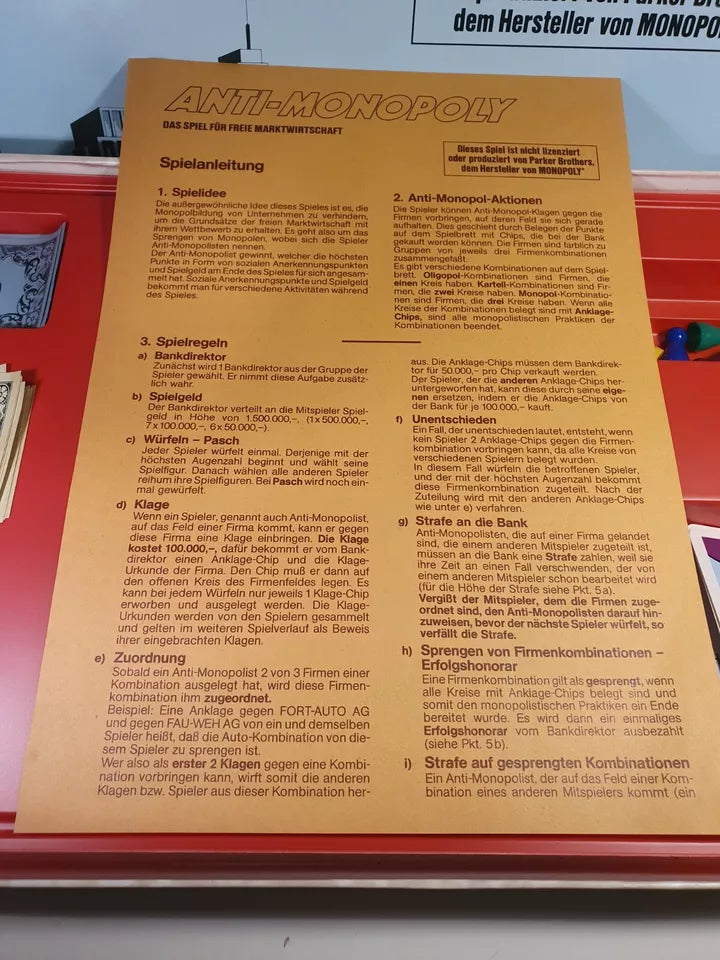 dem Hersteller von MONOPO
ANTI-MONOPOLY
DAS SPIEL FÜR FREIE MARKTWIRTSCHAFT
Dieses Spiel ist nicht lizenziert
oder produziert von Parker Brothers,
dem Hersteller von MONOPOLY*
Spielanleitung
1. Spielidee
Die außergewöhnliche Idee dieses Spieles ist es, die
Monopolbildung von Unternehmen zu verhindern,
um die Grundsätze der freien Marktwirtschaft mit
ihrem Wettbewerb zu erhalten. Es geht also um das
Sprengen von Monopolen, wobei sich die Spieler
Anti-Monopolisten nennen.
Der Anti-Monopolist gewinnt, welcher die höchsten
Punkte in Form von sozialen Anerkennungspunkten
und Spielgeld am Ende des Spieles für sich angesam-
melt hat. Soziale Anerkennungspunkte und Spielgeld
bekommt man für verschiedene Aktivitäten während
des Spieles.
2. Anti-Monopol-Aktionen
Die Spieler können Anti-Monopol-Klagen gegen die
Firmen vorbringen, auf deren Feld sie sich gerade
aufhalten. Dies geschieht durch Belegen der Punkte
auf dem Spielbrett mit Chips, die bei der Bank
gekauft werden können. Die Firmen sind farblich zu
Gruppen von jeweils drei Firmenkombinationen
zusammengefaßt.
Es gibt verschiedene Kombinationen auf dem Spiel-
brett. Oligopol-Kombinationen sind Firmen, die
einen Kreis haben. Kartell-Kombinationen sind Fir-
men, die zwei Kreise haben. Monopol-Kombinatio-
nen sind Firmen, die drei Kreise haben. Wenn alle
Kreise der Kombinationen belegt sind mit Anklage-
Chips, sind alle monopolistischen Praktiken der
Kombinationen beendet.
3. Spielregeln
a) Bankdirektor
Zunächst wird 1 Bankdirektor aus der Gruppe der
Spieler gewählt. Er nimmt diese Aufgabe zusätz-
lich wahr.
b) Spielgeld
Der Bankdirektor verteilt an die Mitspieler Spiel-
geld in Höhe von 1.500.000,–, (1 x 500.000,–,
7 x 100.000,–, 6 x 50.000,–).
c) Würfeln – Pasch
Jeder Spieler würfelt einmal. Derjenige mit der
höchsten Augenzahl beginnt und wählt seine
Spielfigur. Danach wählen alle anderen Spieler
reihum ihre Spielfiguren. Bei Pasch wird noch ein-
mal gewürfelt.
d) Klage
Wenn ein Spieler, genannt auch Anti-Monopolist,
auf das Feld einer Firma kommt, kann er gegen
diese Firma eine Klage einbringen. Die Klage
kostet 100.000,–, dafür bekommt er vom Bank-
direktor einen Anklage-Chip und die Klage-
Urkunde der Firma. Den Chip muß er dann auf
den offenen Kreis des Firmenfeldes legen. Es
kann bei jedem Würfeln nur jeweils 1 Klage-Chip
erworben und ausgelegt werden. Die Klage-
Urkunden werden von den Spielern gesammelt
und gelten im weiteren Spielverlauf als Beweis
ihrer eingebrachten Klagen.
e) Zuordnung
Sobald ein Anti-Monopolist 2 von 3 Firmen einer
Kombination ausgelegt hat, wird diese Firmen-
kombination ihm zugeordnet.
Beispiel: Eine Anklage gegen FORT-AUTO AG
und gegen FAU-WEH AG von ein und demselben
Spieler heißt, daß die Auto-Kombination von die-
sem Spieler zu sprengen ist.
Wer also als erster 2 Klagen gegen eine Kombi-
nation vorbringen kann, wirft somit die anderen
Klagen bzw. Spieler aus dieser Kombination her-
aus. Die Anklage-Chips müssen dem Bankdirek-
tor für 50.000,– pro Chip verkauft werden.
Der Spieler, der die anderen Anklage-Chips her-
untergeworfen hat, kann diese durch seine eige-
nen ersetzen, indem er die Anklage-Chips von
der Bank für je 100.000,– kauft.
f) Unentschieden
Ein Fall, der unentschieden lautet, entsteht, wenn
kein Spieler 2 Anklage-Chips gegen die Firmen-
kombination vorbringen kann, da alle Kreise von
verschiedenen Spielern belegt wurden.
In diesem Fall würfeln die betroffenen Spieler,
und der mit der höchsten Augenzahl bekommt
diese Firmenkombination zugeteilt. Nach der
Zuteilung wird mit den anderen Anklage-Chips
wie unter e) verfahren.
g) Strafe an die Bank
Anti-Monopolisten, die auf einer Firma gelandet
sind, die einem anderen Mitspieler zugeteilt ist,
müssen an die Bank eine Strafe zahlen, weil sie
ihre Zeit an einen Fall verschwenden, der von
einem anderen Mitspieler schon bearbeitet wird
(für die Höhe der Strafe siehe Pkt. 5 a).
Vergißt der Mitspieler, dem die Firmen zuge-
ordnet sind, den Anti-Monopolisten darauf hin-
zuweisen, bevor der nächste Spieler würfelt, so
verfällt die Strafe.
h) Sprengen von Firmenkombinationen –
Erfolgshonorar
Eine Firmenkombination gilt als gesprengt, wenn
alle Kreise mit Anklage-Chips belegt sind und
somit den monopolistischen Praktiken ein Ende
bereitet wurde. Es wird dann ein einmaliges
Erfolgshonorar vom Bankdirektor ausbezahlt
(siehe Pkt. 5 b).
i) Strafe auf gesprengten Kombinationen
Ein Anti-Monopolist, der auf das Feld einer Kom-
bination eines anderen Mitspielers kommt (ein